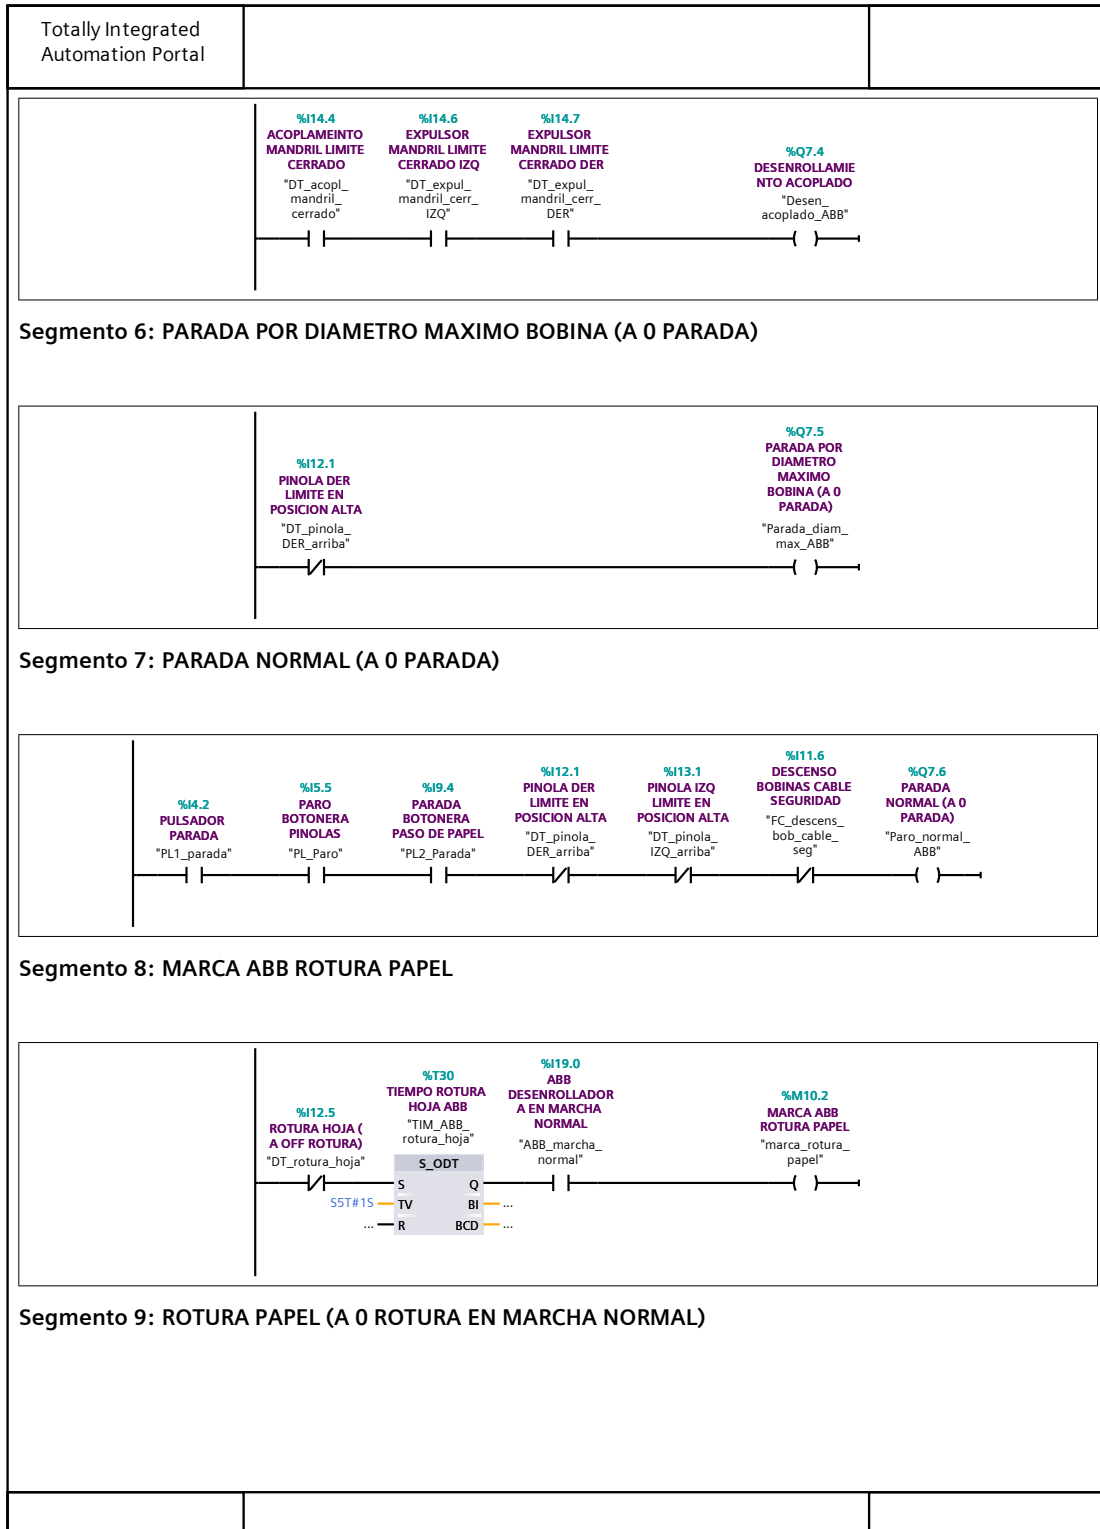 Totally Integrated
Automation Portal
%I14.4
ACOPLAMEINTO
MANDRIL LIMITE
CERRADO
"DT_acopl_
mandril_
cerrado"
%I14.6
EXPULSOR
MANDRIL LIMITE
CERRADO IZQ
"DT_expul_
mandril_cerr_
IZQ"
%I14.7
EXPULSOR
MANDRIL LIMITE
CERRADO DER
"DT_expul_
mandril_cerr_
DER"
%Q7.4
DESENROLLAMIE
NTO ACOPLADO
"Desen_
acoplado_ABB"
Segmento 6: PARADA POR DIAMETRO MAXIMO BOBINA (A 0 PARADA)
%I12.1
PINOLA DER
LIMITE EN
POSICION ALTA
"DT_pinola_
DER_arriba"
%Q7.5
PARADA POR
DIAMETRO
MAXIMO
BOBINA (A 0
PARADA)
"Parada_diam_
max_ABB"
Segmento 7: PARADA NORMAL (A 0 PARADA)
%I4.2
PULSADOR
PARADA
"PL1_parada"
%I5.5
PARO
BOTONERA
PINOLAS
"PL_Paro"
%I9.4
PARADA
BOTONERA
PASO DE PAPEL
"PL2_Parada"
%I12.1
PINOLA DER
LIMITE EN
POSICION ALTA
"DT_pinola_
DER_arriba"
%I13.1
PINOLA IZQ
LIMITE EN
POSICION ALTA
"DT_pinola_
IZQ_arriba"
%I11.6
DESCENSO
BOBINAS CABLE
SEGURIDAD
"FC_descens_
bob_cable_
seg"
%Q7.6
PARADA
NORMAL (A 0
PARADA)
"Paro_normal_
ABB"
Segmento 8: MARCA ABB ROTURA PAPEL
%I12.5
ROTURA HOJA (
A OFF ROTURA)
"DT_rotura_hoja"
%T30
TIEMPO ROTURA
HOJA ABB
"TIM_ABB_
rotura_hoja"
S_ODT
S Q
S5T#1S TV BI ...
... R BCD ...
%I19.0
ABB
DESENROLLADOR
A EN MARCHA
NORMAL
"ABB_marcha_
normal"
%M10.2
MARCA ABB
ROTURA PAPEL
"marca_rotura_
papel"
Segmento 9: ROTURA PAPEL (A 0 ROTURA EN MARCHA NORMAL)